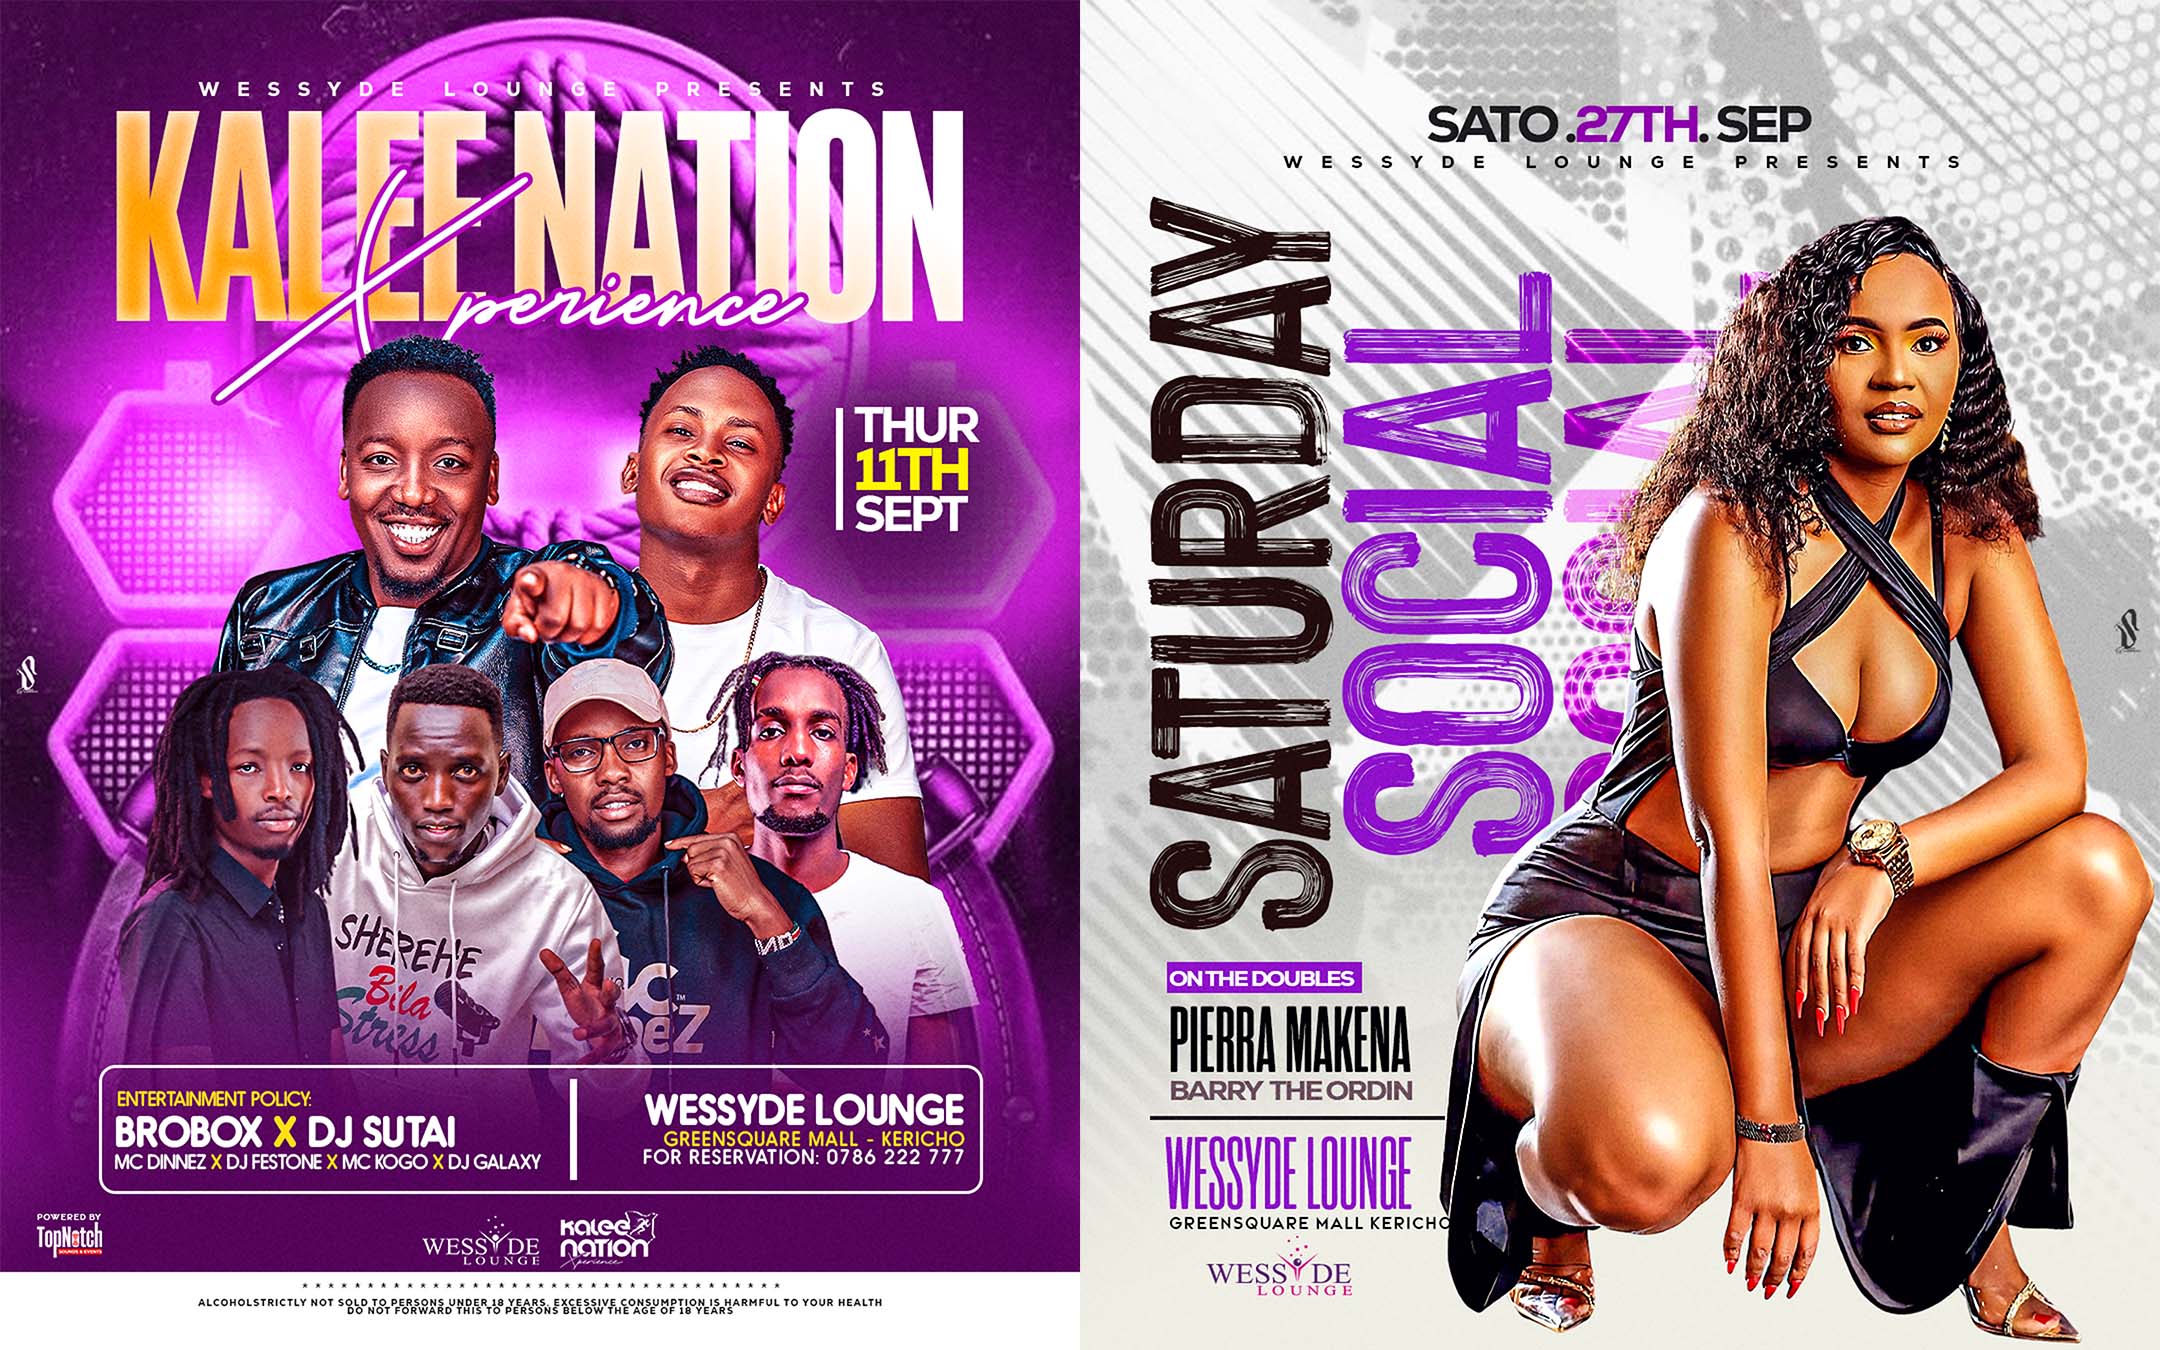 WESSYDE LOUNGE PRESENTS
KALEE NATION
Xperience
THUR
11TH
SEPT
SHEREHE
Bila
Stress
ENTERTAINMENT POLICY:
BROBOX X DJ SUTAI
MC DINNEZ X DJ FESTONE X MC KOGO X DJ GALAXY
WESSYDE LOUNGE
GREENSQUARE MALL - KERICHO
FOR RESERVATION: 0786 222 777
POWERED BY
TopNotch
SOUNDS & EVENTS
WESSYDE
LOUNGE
KALEE
NATION
Xperience
* * * * * * * * * * * * * * * * * * * * * * * * * * * * * * * * * * * * *
ALCOHOLSTRICTLY NOT SOLD TO PERSONS UNDER 18 YEARS. EXCESSIVE CONSUMPTION IS HARMFUL TO YOUR HEALTH
DO NOT FORWARD THIS TO PERSONS BELOW THE AGE OF 18 YEARS
SATO .27TH. SEP
WESSYDE LOUNGE PRESENTS
SATURDAY
SOCIAL
SOCIAL
ON THE DOUBLES
PIERRA MAKENA
BARRY THE ORDIN
WESSYDE LOUNGE
GREENSQUARE MALL KERICHO
WESSYDE
LOUNGE